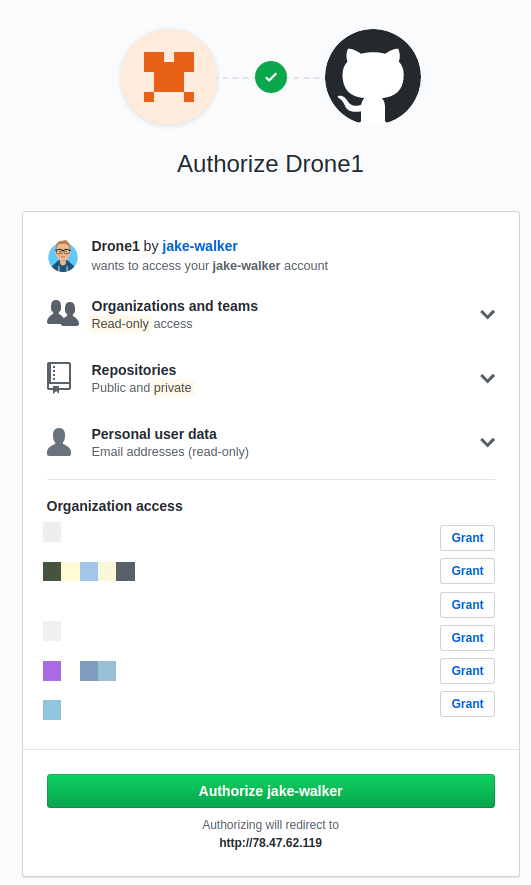 Authorize Drone1
Drone1 by jake-walker
wants to access your jake-walker account
Organizations and teams
Read-only access
Repositories
Public and private
Personal user data
Email addresses (read-only)
Organization access
Grant
Grant
Grant
Grant
Grant
Grant
Authorize jake-walker
Authorizing will redirect to
http://78.47.62.119